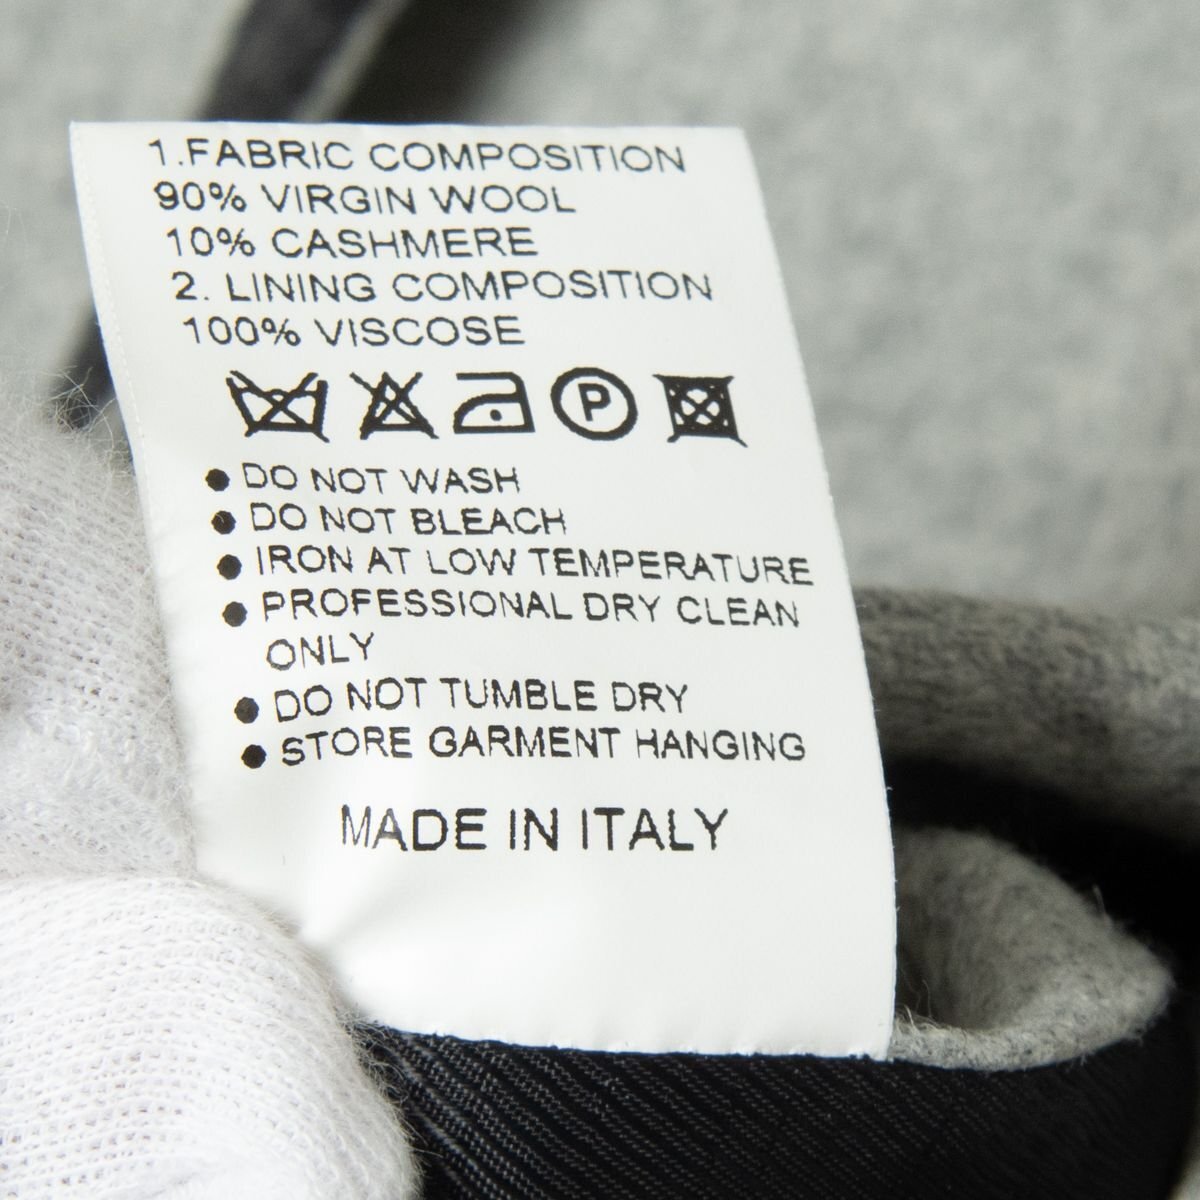 1.FABRIC COMPOSITION
90% VIRGIN WOOL
10% CASHMERE
2. LINING COMPOSITION
100% VISCOSE
P
● DO NOT WASH
● DO NOT BLEACH
● IRON AT LOW TEMPERATURE
● PROFESSIONAL DRY CLEAN
ONLY
● DO NOT TUMBLE DRY
● STORE GARMENT HANGING
MADE IN ITALY